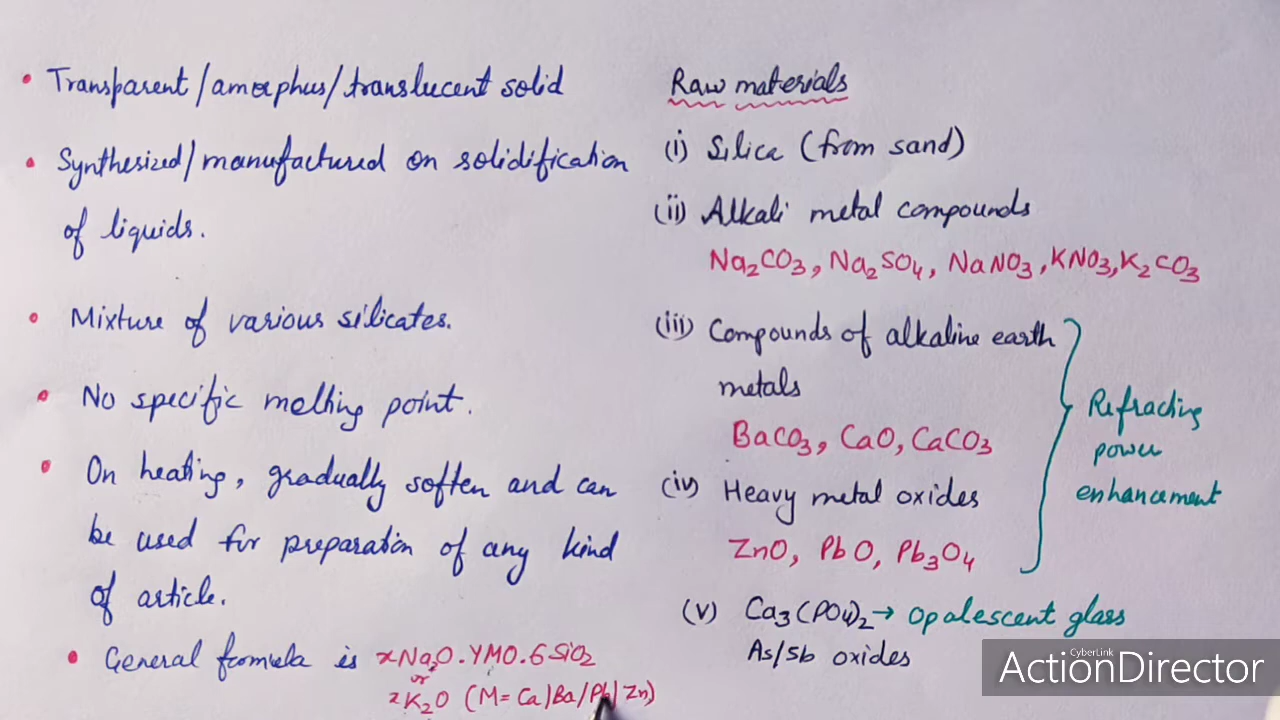 • Transparent/amorphus/translucent solid
• Synthesized/manufactured on solidification
of liquids.
• Mixture of various silicates.
• No specific melting point.
• On heating, gradually soften and can
be used for preparation of any kind
of article.
• General formula is xNa2O.YMO.6SiO2
or
xK2O (M= Ca/Ba/Pb/Zn)
Raw materials
(i) Silica (from sand)
(ii) Alkali metal compounds
Na2CO3, Na2SO4, NaNO3, KNO3, K2CO3
(iii) Compounds of alkaline earth
metals
BaCO3, CaO, CaCO3
(iv) Heavy metal oxides
ZnO, PbO, Pb3O4
Refracting
power
enhancement
(v) Ca3(PO4)2 → opalescent glass
As/Sb oxides
CyberLink
ActionDirector